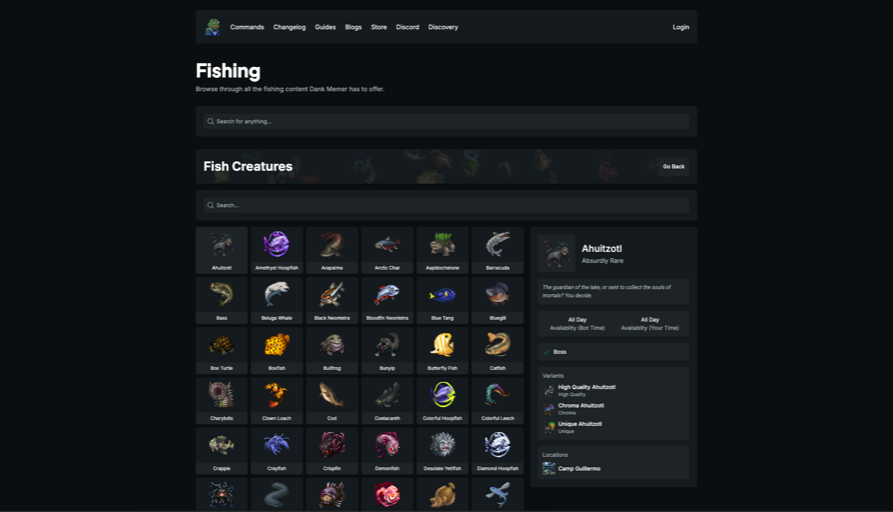 Commands Changelog Guides Blogs Store Discord Discovery Login
Fishing
Browse through all the fishing content Dank Memer has to offer.
Search for anything...
Fish Creatures
Go Back
Search...
Ahuitzotl Amethyst Hoopfish Arapaima Arctic Char Aspidochelone Barracuda
Bass Beluga Whale Black Neontetra Bloodfin Neontetra Blue Tang Bluegill
Box Turtle Boxfish Bullfrog Bunyip Butterfly Fish Catfish
Charybdis Clown Loach Cod Coelacanth Colorful Hoopfish Colorful Leech
Crappie Crayfish Crispfin Demonfish Desolate Yetifish Diamond Hoopfish
Ahuitzotl
Absurdly Rare
The guardian of the lake, or sent to collect the souls of
mortals? You decide.
All Day All Day
Availability (Bot Time) Availability (Your Time)
Boss
Variants
High Quality Ahuitzotl
High Quality
Chroma Ahuitzotl
Chroma
Unique Ahuitzotl
Unique
Locations
Camp Guillermo